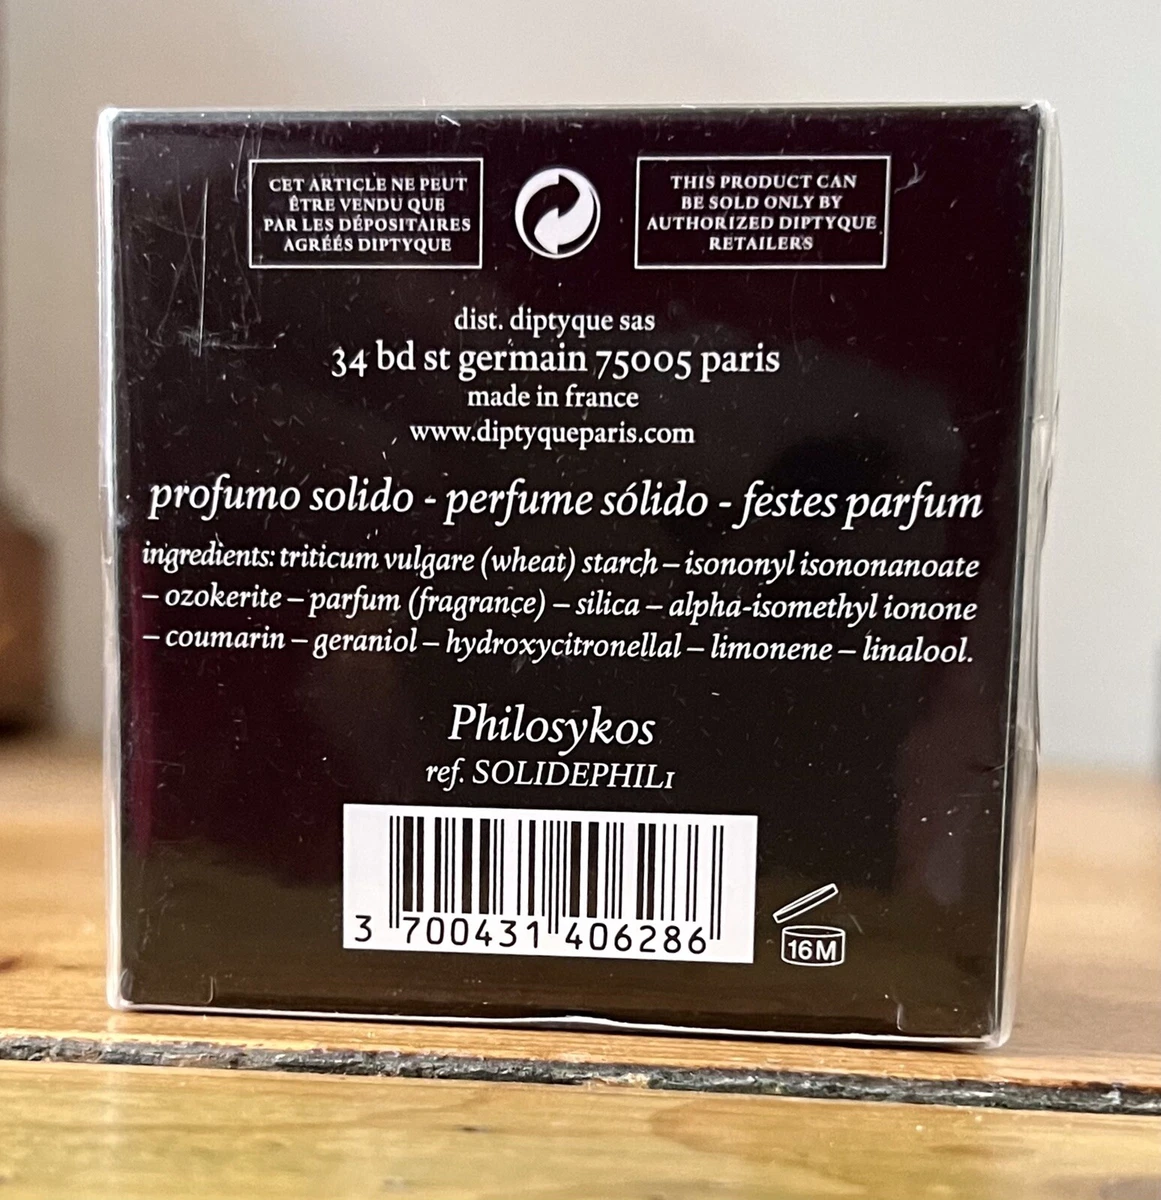 CET ARTICLE NE PEUT
ÊTRE VENDU QUE
PAR LES DÉPOSITAIRES
AGRÉÉS DIPTYQUE
THIS PRODUCT CAN
BE SOLD ONLY BY
AUTHORIZED DIPTYQUE
RETAILERS
dist. diptyque sas
34 bd st germain 75005 paris
made in france
www.diptyqueparis.com
profumo solido - perfume sólido - festes parfum
ingredients: triticum vulgare (wheat) starch – isononyl isononanoate
– ozokerite – parfum (fragrance) – silica – alpha-isomethyl ionone
– coumarin – geraniol – hydroxycitronellal – limonene – linalool.
Philosykos
ref. SOLIDEPHIL1
3 700431 406286
16M